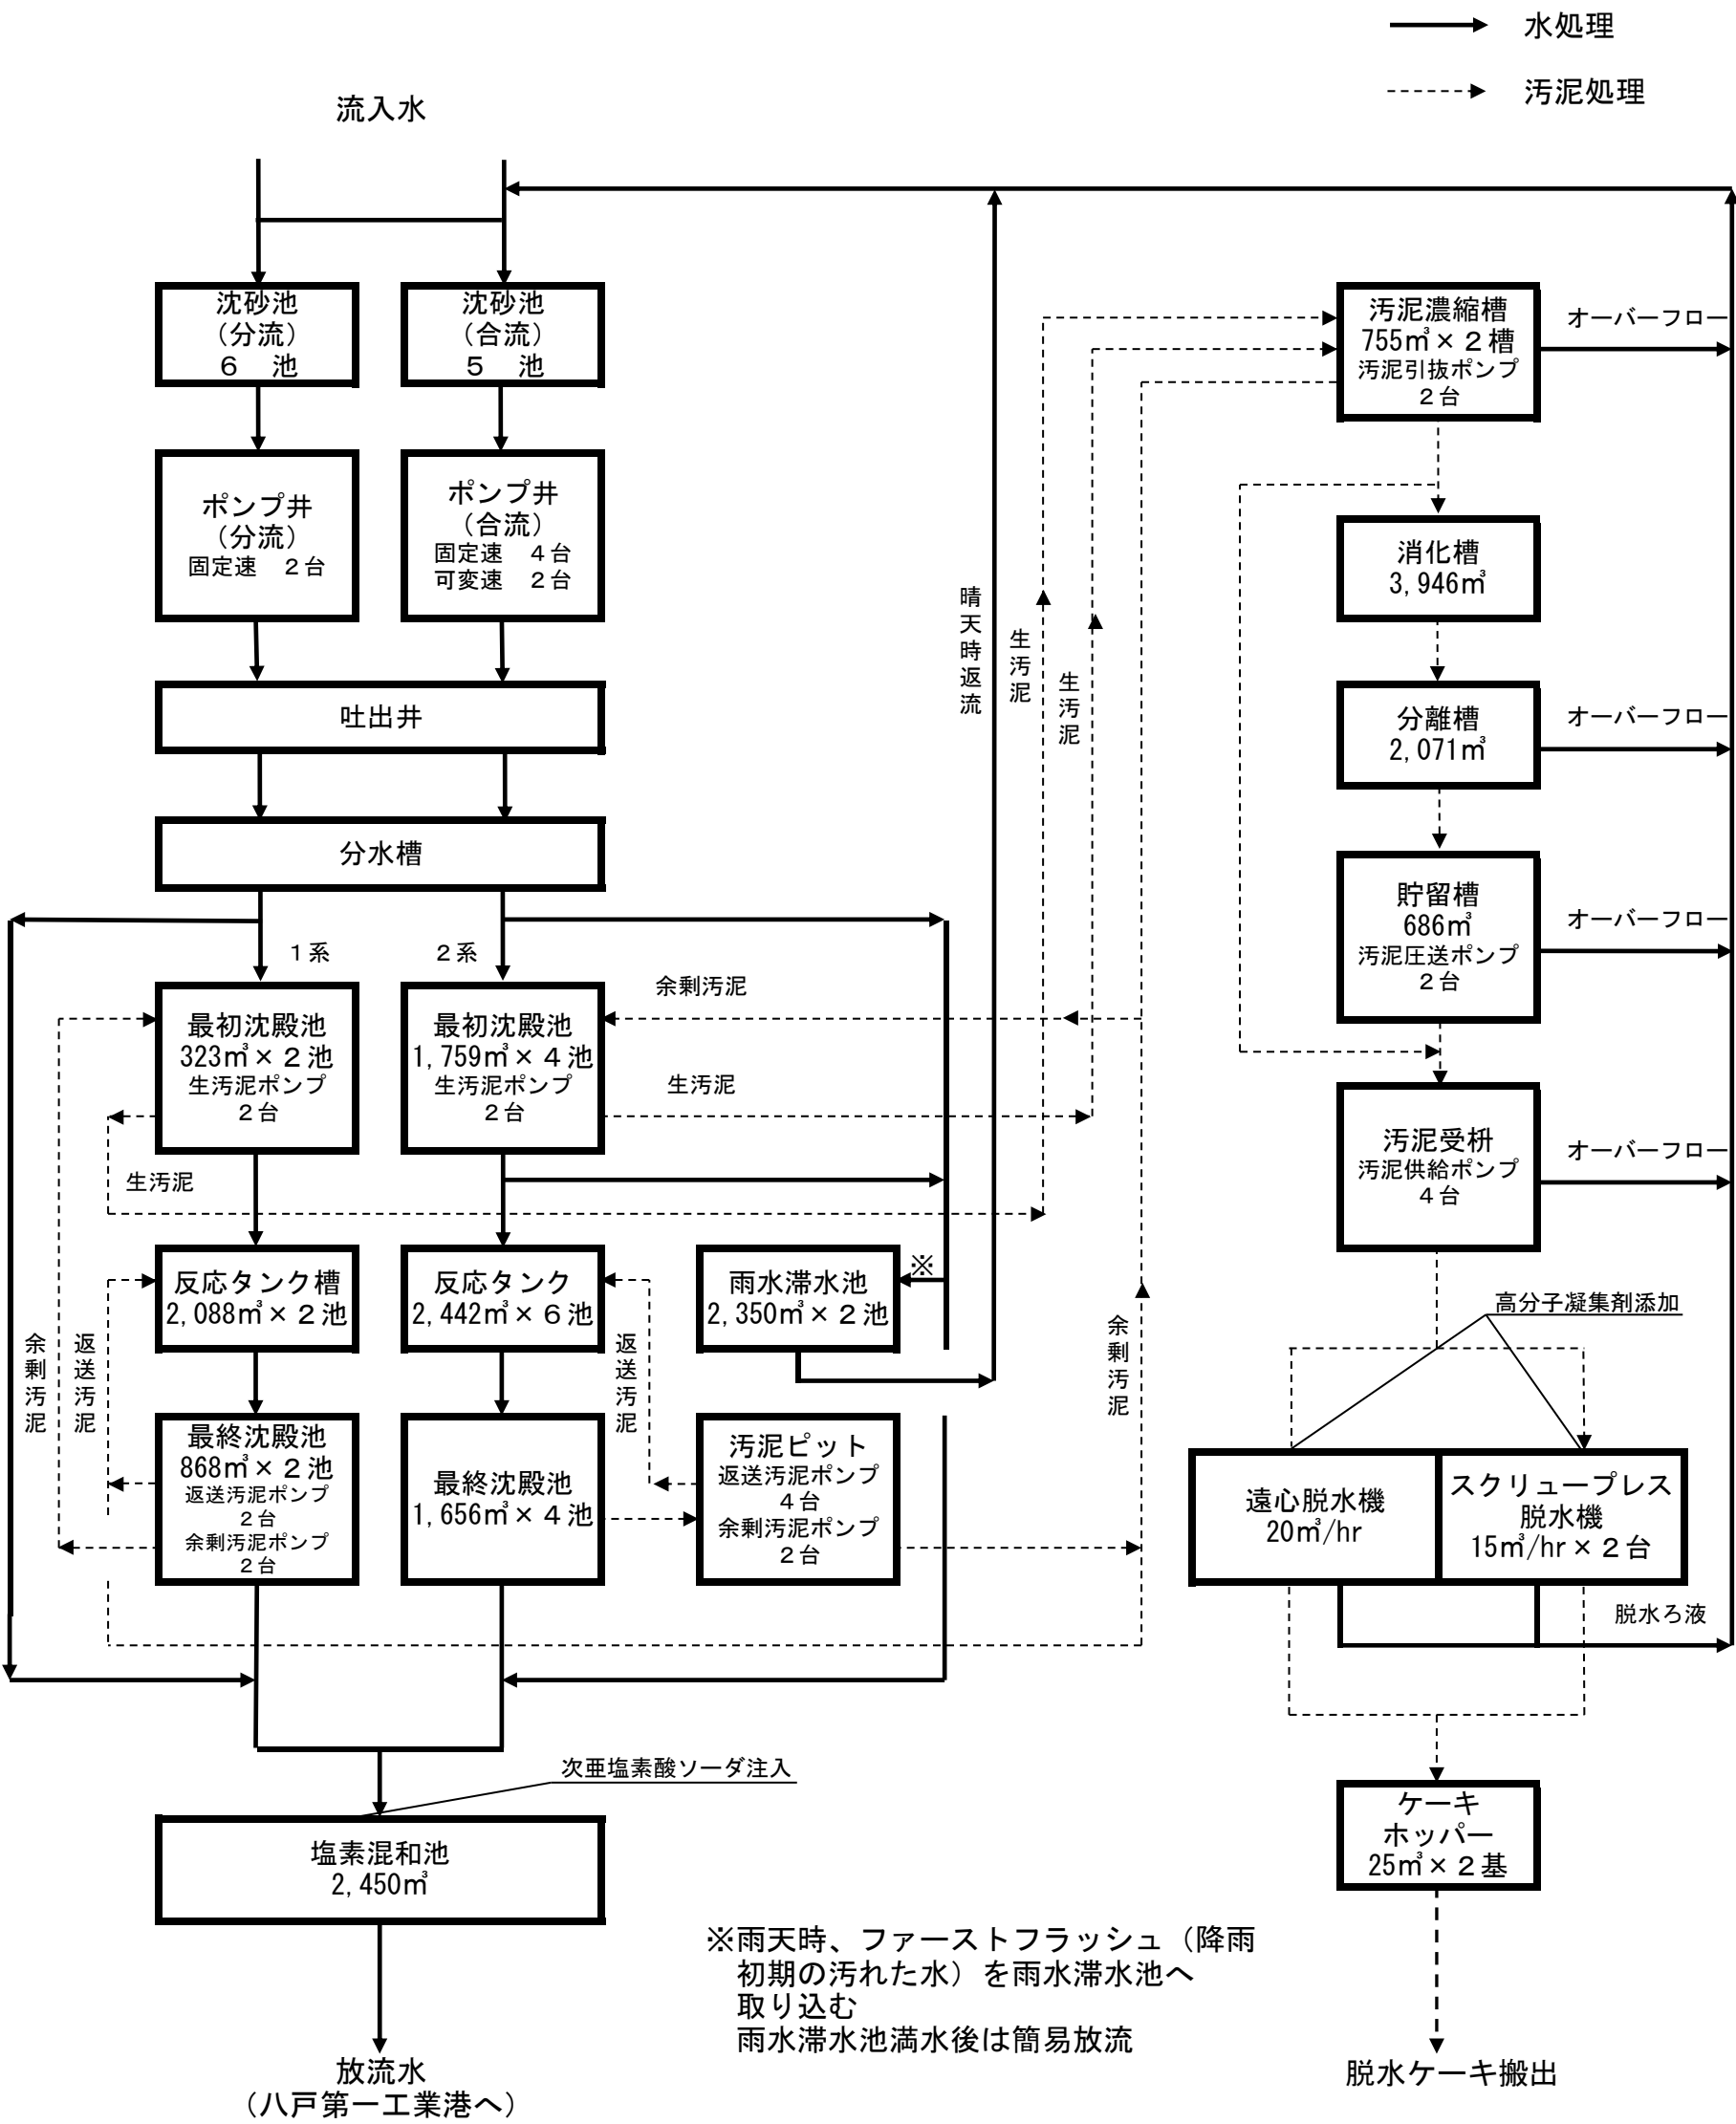 水処理
汚泥処理
流入水
沈砂池
（分流）
６　池
沈砂池
（合流）
５　池
ポンプ井
（分流）
固定速　２台
ポンプ井
（合流）
固定速　４台
可変速　２台
吐出井
分水槽
１系
２系
最初沈殿池
323㎥×２池
生汚泥ポンプ
２台
最初沈殿池
1,759㎥×４池
生汚泥ポンプ
２台
余剰汚泥
生汚泥
生汚泥
反応タンク槽
2,088㎥×２池
反応タンク
2,442㎥×６池
雨水滞水池
2,350㎥×２池
※
余剰汚泥
返送汚泥
返送汚泥
最終沈殿池
868㎥×２池
返送汚泥ポンプ
２台
余剰汚泥ポンプ
２台
最終沈殿池
1,656㎥×４池
汚泥ピット
返送汚泥ポンプ
４台
余剰汚泥ポンプ
２台
余剰汚泥
晴天時返流
生汚泥
生汚泥
次亜塩素酸ソーダ注入
塩素混和池
2,450㎥
放流水
（八戸第一工業港へ）
汚泥濃縮槽
755㎥×２槽
汚泥引抜ポンプ
２台
オーバーフロー
消化槽
3,946㎥
分離槽
2,071㎥
オーバーフロー
貯留槽
686㎥
汚泥圧送ポンプ
２台
オーバーフロー
汚泥受枡
汚泥供給ポンプ
４台
オーバーフロー
高分子凝集剤添加
遠心脱水機
20㎥/hr
スクリュープレス
脱水機
15㎥/hr×２台
脱水ろ液
ケーキ
ホッパー
25㎥×２基
脱水ケーキ搬出
※雨天時、ファーストフラッシュ（降雨
初期の汚れた水）を雨水滞水池へ
取り込む
雨水滞水池満水後は簡易放流